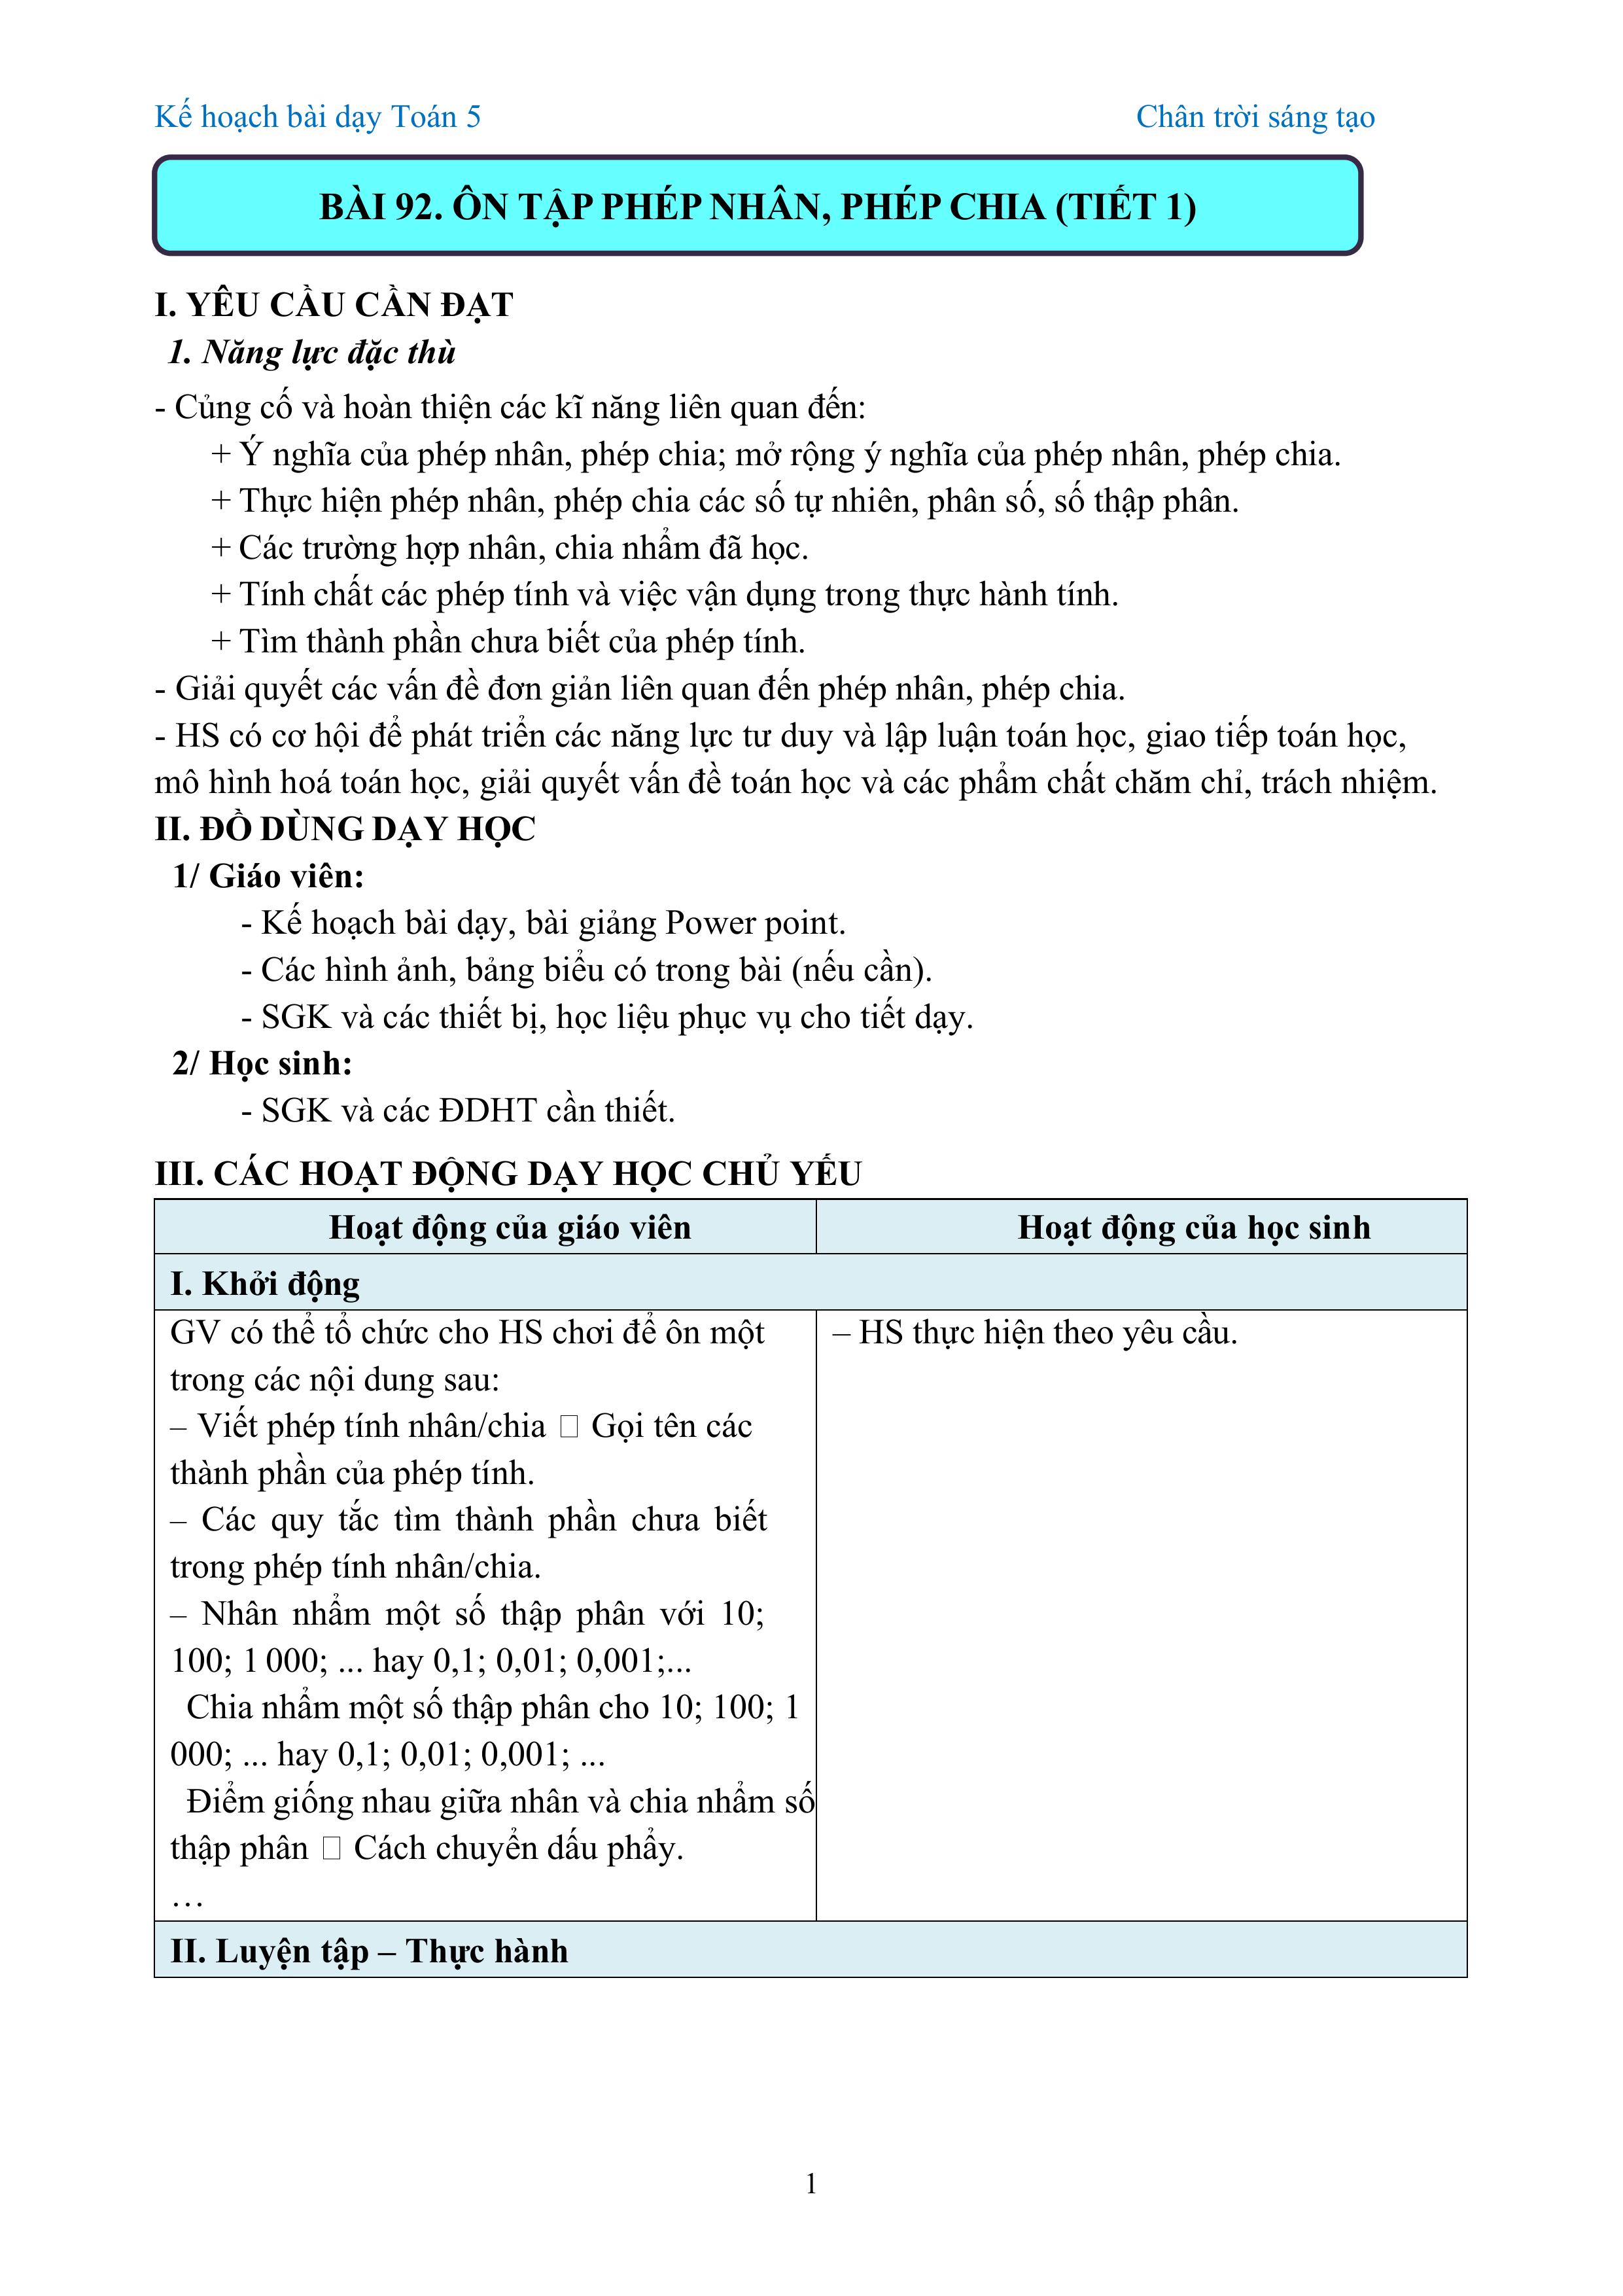 Kế hoạch bài dạy Toán 5 Chân trời sáng tạo
BÀI 92. ÔN TẬP PHÉP NHÂN, PHÉP CHIA (TIẾT 1)
I. YÊU CẦU CẦN ĐẠT
1. Năng lực đặc thù
- Củng cố và hoàn thiện các kĩ năng liên quan đến:
+ Ý nghĩa của phép nhân, phép chia; mở rộng ý nghĩa của phép nhân, phép chia.
+ Thực hiện phép nhân, phép chia các số tự nhiên, phân số, số thập phân.
+ Các trường hợp nhân, chia nhẩm đã học.
+ Tính chất các phép tính và việc vận dụng trong thực hành tính.
+ Tìm thành phần chưa biết của phép tính.
- Giải quyết các vấn đề đơn giản liên quan đến phép nhân, phép chia.
- HS có cơ hội để phát triển các năng lực tư duy và lập luận toán học, giao tiếp toán học,
mô hình hoá toán học, giải quyết vấn đề toán học và các phẩm chất chăm chỉ, trách nhiệm.
II. ĐỒ DÙNG DẠY HỌC
1/ Giáo viên:
- Kế hoạch bài dạy, bài giảng Power point.
- Các hình ảnh, bảng biểu có trong bài (nếu cần).
- SGK và các thiết bị, học liệu phục vụ cho tiết dạy.
2/ Học sinh:
- SGK và các ĐDHT cần thiết.
III. CÁC HOẠT ĐỘNG DẠY HỌC CHỦ YẾU
Hoạt động của giáo viên Hoạt động của học sinh
I. Khởi động
GV có thể tổ chức cho HS chơi để ôn một
trong các nội dung sau:
– Viết phép tính nhân/chia □ Gọi tên các
thành phần của phép tính.
– Các quy tắc tìm thành phần chưa biết
trong phép tính nhân/chia.
– Nhân nhẩm một số thập phân với 10;
100; 1 000; ... hay 0,1; 0,01; 0,001;...
Chia nhẩm một số thập phân cho 10; 100; 1
000; ... hay 0,1; 0,01; 0,001; ...
Điểm giống nhau giữa nhân và chia nhẩm số
thập phân □ Cách chuyển dấu phẩy.
…
– HS thực hiện theo yêu cầu.
II. Luyện tập – Thực hành
1